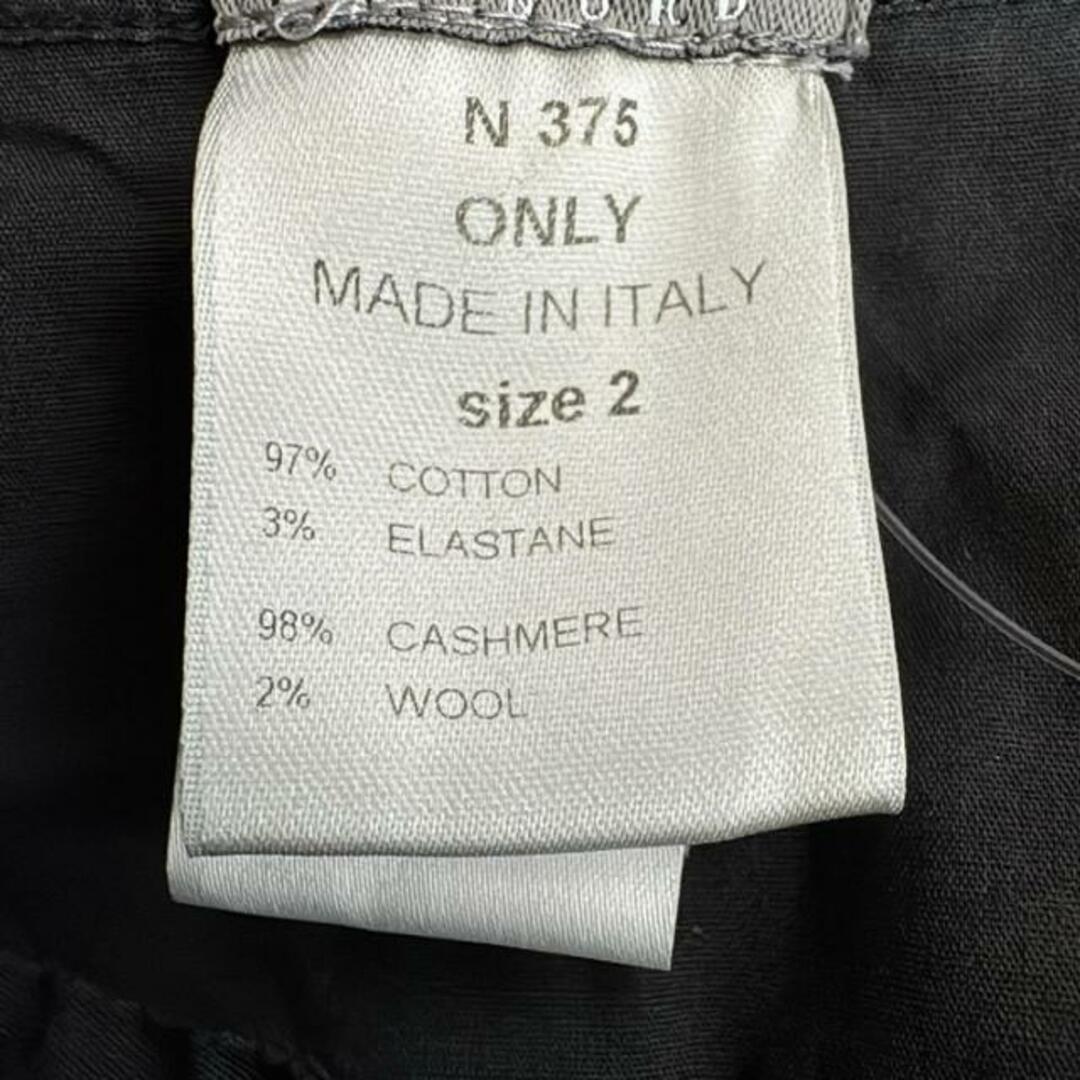 N 375
ONLY
MADE IN ITALY
size 2
97% COTTON
3% ELASTANE
98% CASHMERE
2% WOOL